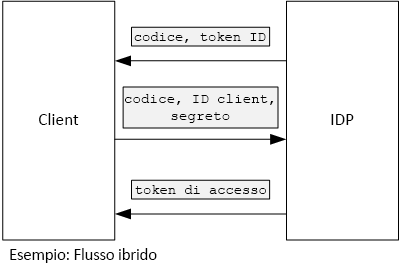 codice, token ID
codice, ID client,
segreto
Client
IDP
token di accesso
Esempio: Flusso ibrido